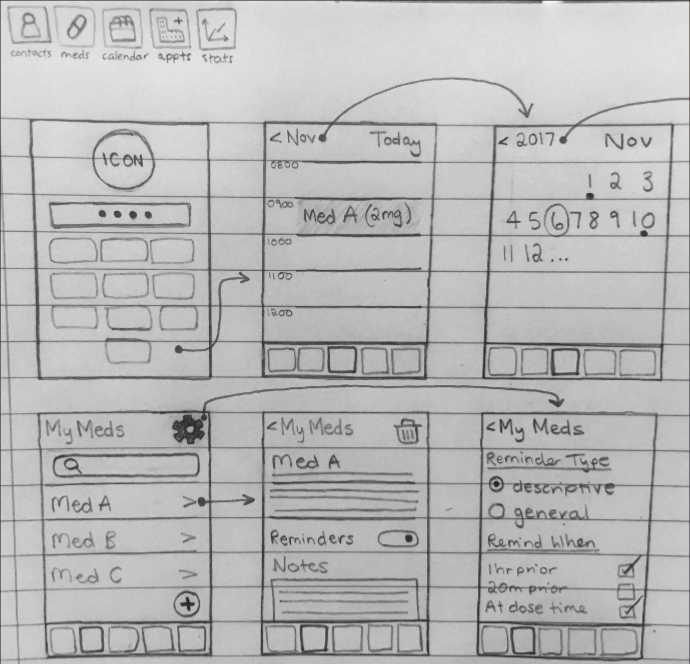 contacts meds calendar appts stats
ICON
< Nov Today
0800
0900
Med A (2mg)
1000
1100
1200
< 2017 Nov
1 2 3
4 5 6 7 8 9 10
11 12 ...
My Meds
Med A >
Med B >
Med C >
+
< My Meds
Med A
Reminders
Notes
< My Meds
Reminder Type
descriptive
general
Remind When
1hr prior
20m prior
At dose time